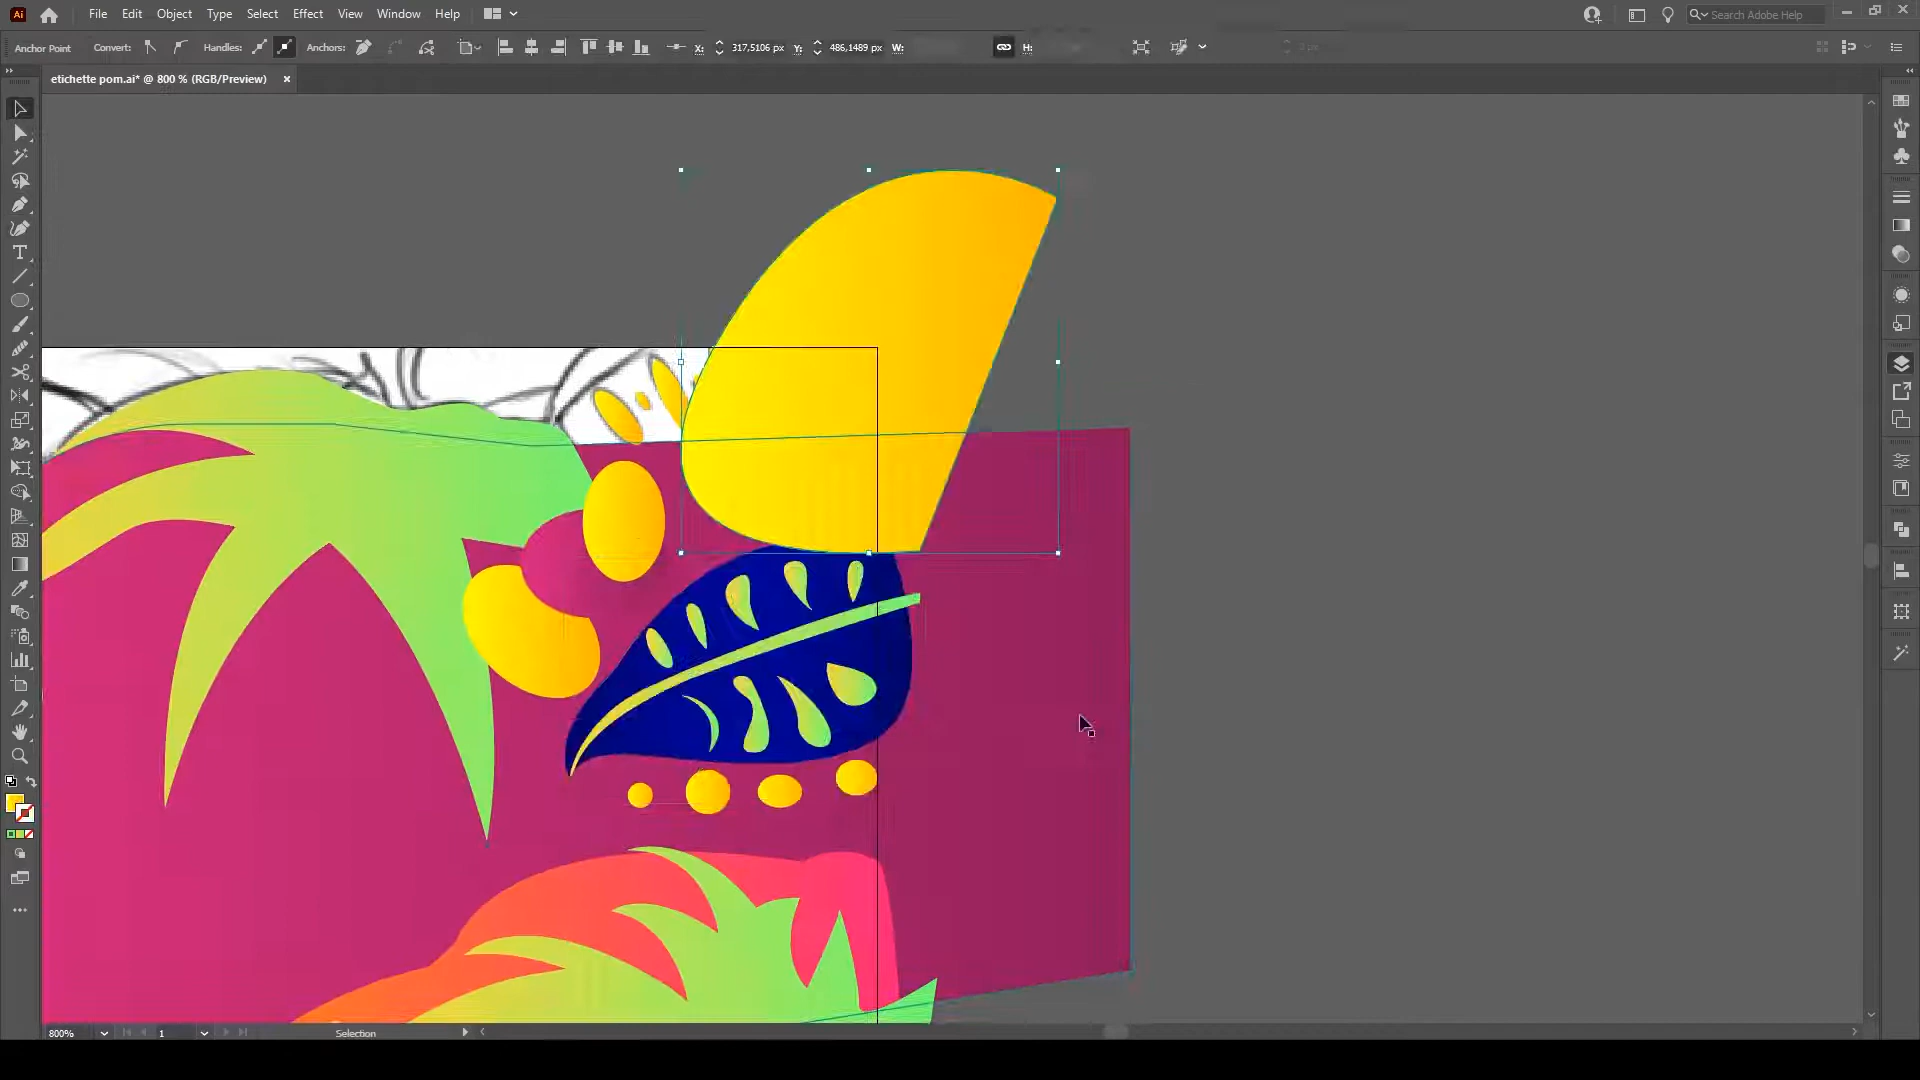 Ai File Edit Object Type Select Effect View Window Help Search Adobe Help
Anchor Point Convert: Handles: Anchors: X: 317,5106 px Y: 486,1489 px W: H:
etichette pom.ai* @ 800 % (RGB/Preview) ×
800% 1 Selection